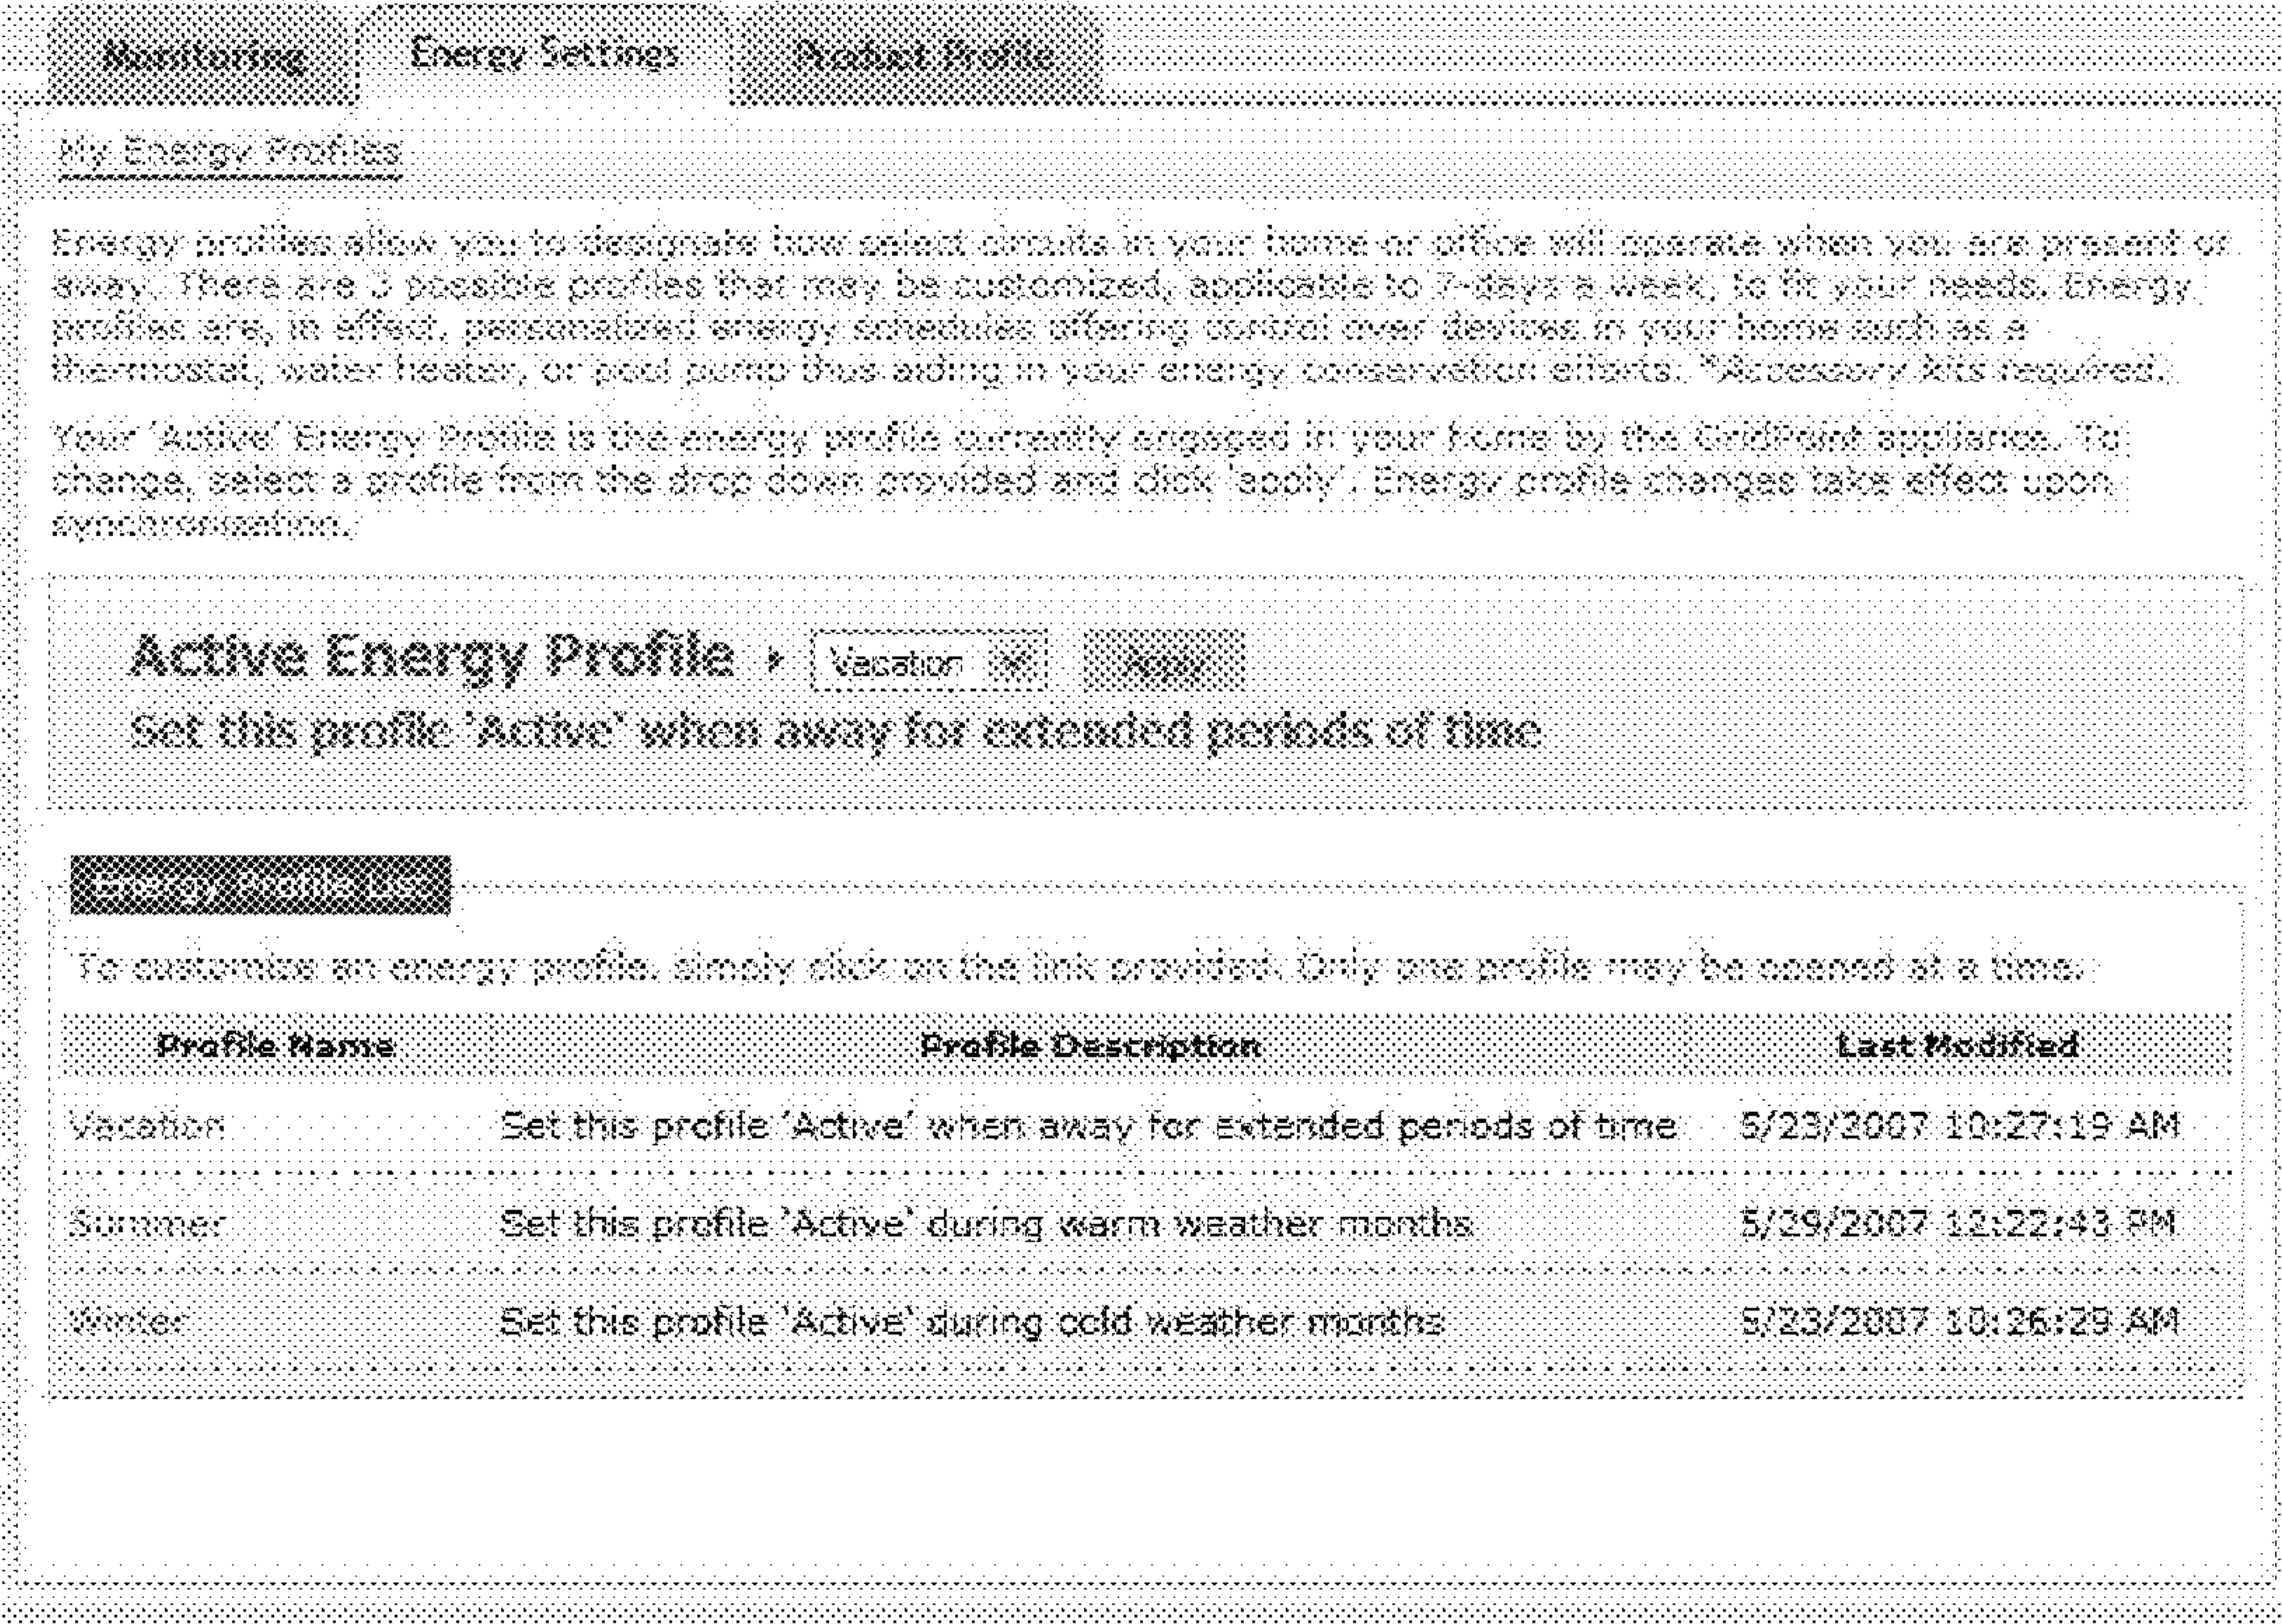 Monitoring Energy Settings Product Profile
My Energy Profiles
Energy profiles allow you to designate how select circuits in your home or office will operate when you are present or
away. There are 3 possible profiles that may be customized, applicable to 7-days a week, to fit your needs. Energy
profiles are, in effect, personalized energy schedules offering control over devices in your home such as a
thermostat, water heater, or pool pump thus aiding in your energy conservation efforts. *Accessory kits required.
Your 'Active' Energy Profile is the energy profile currently engaged in your home by the GridPoint appliance. To
change, select a profile from the drop down provided and click 'apply'. Energy profile changes take effect upon
synchronization.
Active Energy Profile Vacation Apply
Set this profile 'Active' when away for extended periods of time
Energy Profile List
To customize an energy profile, simply click on the link provided. Only one profile may be opened at a time.
Profile Name Profile Description Last Modified
Vacation Set this profile 'Active' when away for extended periods of time 5/23/2007 10:27:19 AM
Summer Set this profile 'Active' during warm weather months 5/29/2007 12:22:43 PM
Winter Set this profile 'Active' during cold weather months 5/23/2007 10:26:29 AM